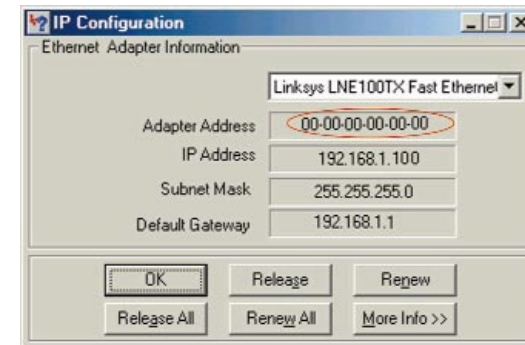 IP Configuration
Ethernet Adapter Information
Linksys LNE100TX Fast Ethernet
Adapter Address 00-00-00-00-00-00
IP Address 192.168.1.100
Subnet Mask 255.255.255.0
Default Gateway 192.168.1.1
OK Release Renew
Release All Renew All More Info >>